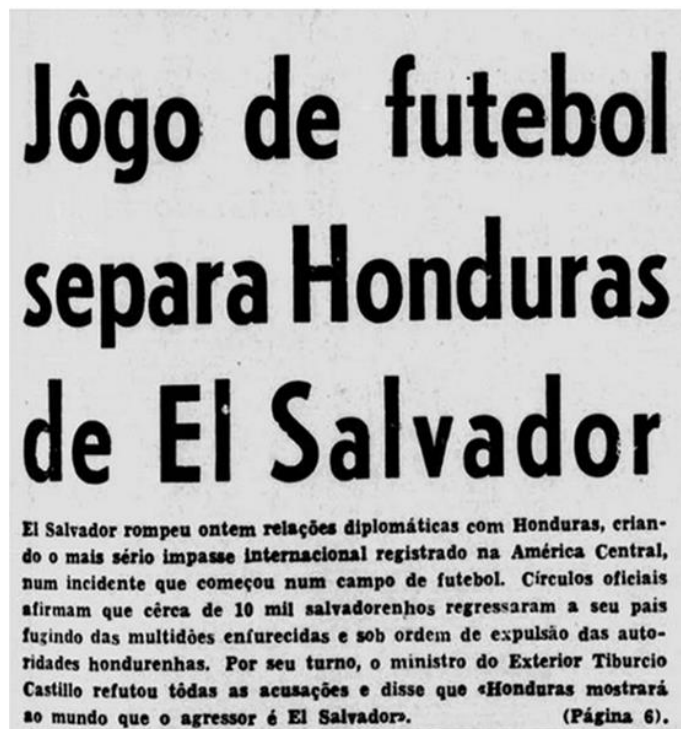 Jôgo de futebol
separa Honduras
de El Salvador
El Salvador rompeu ontem relações diplomáticas com Honduras, crian-
do o mais sério impasse internacional registrado na América Central,
num incidente que começou num campo de futebol. Círculos oficiais
afirmam que cêrca de 10 mil salvadorenhos regressaram a seu país
fugindo das multidões enfurecidas e sob ordem de expulsão das auto-
ridades hondurenhas. Por seu turno, o ministro do Exterior Tiburcio
Castillo refutou tôdas as acusações e disse que «Honduras mostrará
ao mundo que o agressor é El Salvador». (Página 6).